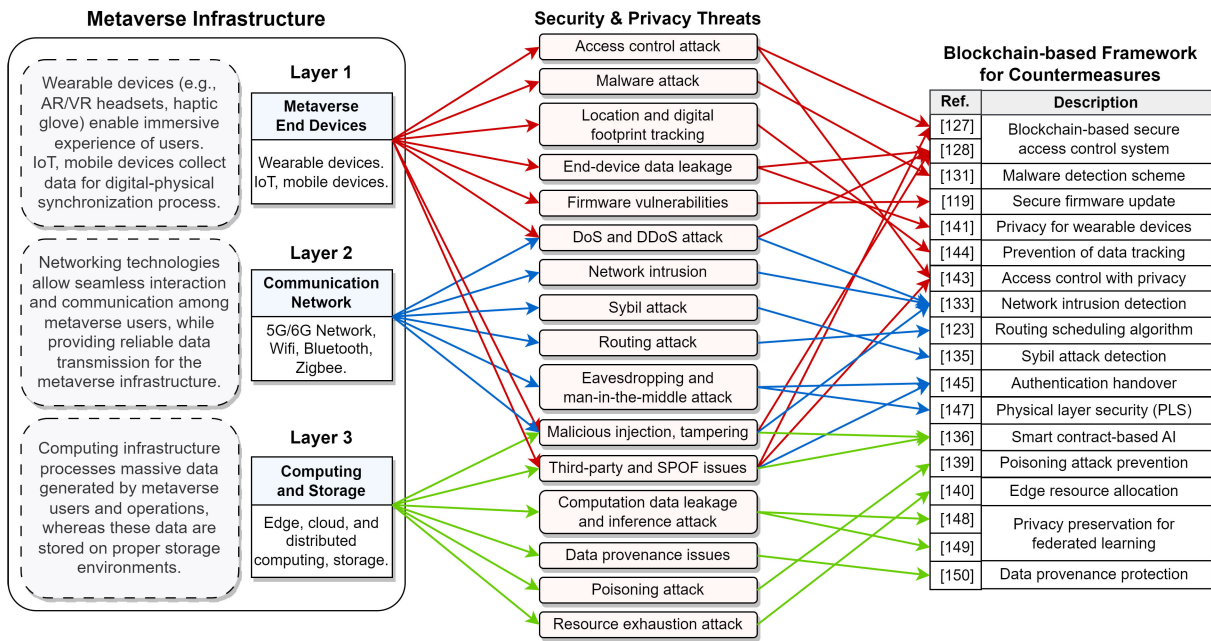 Metaverse Infrastructure
Wearable devices (e.g.,
AR/VR headsets, haptic
glove) enable immersive
experience of users.
IoT, mobile devices collect
data for digital-physical
synchronization process.
Layer 1
Metaverse
End Devices
Wearable devices.
IoT, mobile devices.
Networking technologies
allow seamless interaction
and communication among
metaverse users, while
providing reliable data
transmission for the
metaverse infrastructure.
Layer 2
Communication
Network
5G/6G Network,
Wifi, Bluetooth,
Zigbee.
Computing infrastructure
processes massive data
generated by metaverse
users and operations,
whereas these data are
stored on proper storage
environments.
Layer 3
Computing
and Storage
Edge, cloud, and
distributed
computing, storage.
Security & Privacy Threats
Access control attack
Malware attack
Location and digital
footprint tracking
End-device data leakage
Firmware vulnerabilities
DoS and DDoS attack
Network intrusion
Sybil attack
Routing attack
Eavesdropping and
man-in-the-middle attack
Malicious injection, tampering
Third-party and SPOF issues
Computation data leakage
and inference attack
Data provenance issues
Poisoning attack
Resource exhaustion attack
Blockchain-based Framework
for Countermeasures
Ref. Description
[127] Blockchain-based secure
[128] access control system
[131] Malware detection scheme
[119] Secure firmware update
[141] Privacy for wearable devices
[144] Prevention of data tracking
[143] Access control with privacy
[133] Network intrusion detection
[123] Routing scheduling algorithm
[135] Sybil attack detection
[145] Authentication handover
[147] Physical layer security (PLS)
[136] Smart contract-based AI
[139] Poisoning attack prevention
[140] Edge resource allocation
[148] Privacy preservation for
[149] federated learning
[150] Data provenance protection